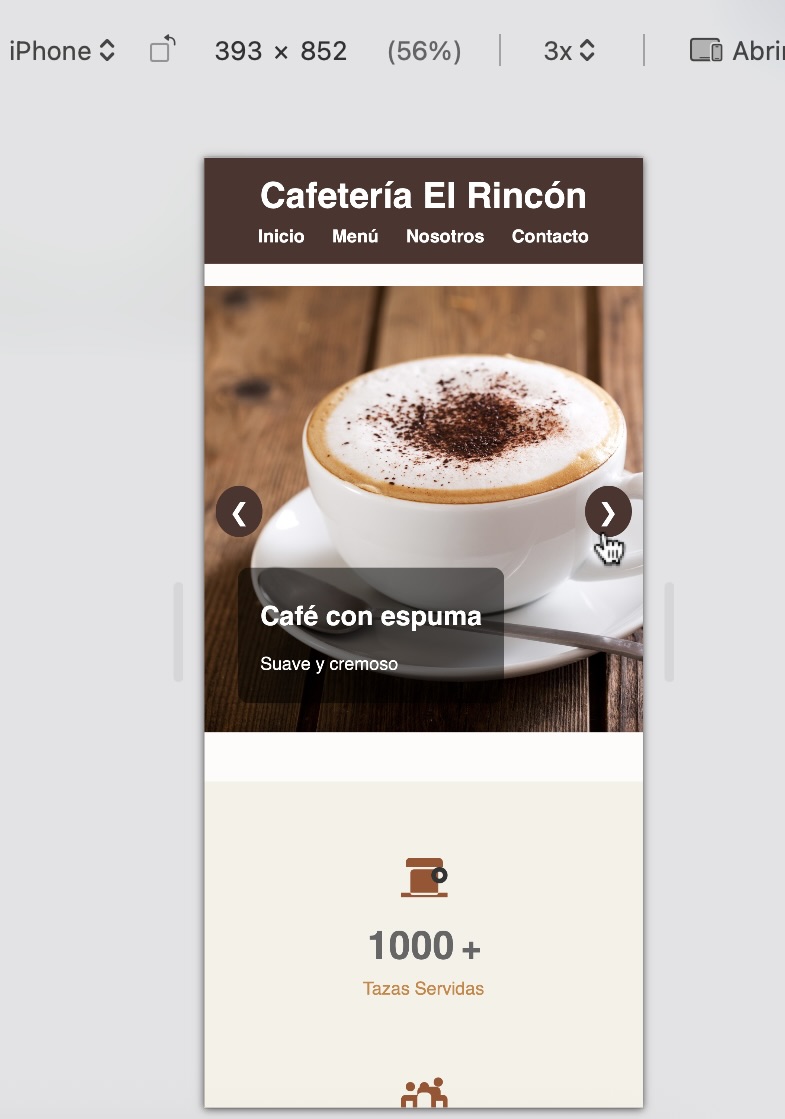 iPhone 393 × 852 (56%) 3x Abrir
Cafetería El Rincón
Inicio Menú Nosotros Contacto
❮ ❯
Café con espuma
Suave y cremoso
1000 +
Tazas Servidas